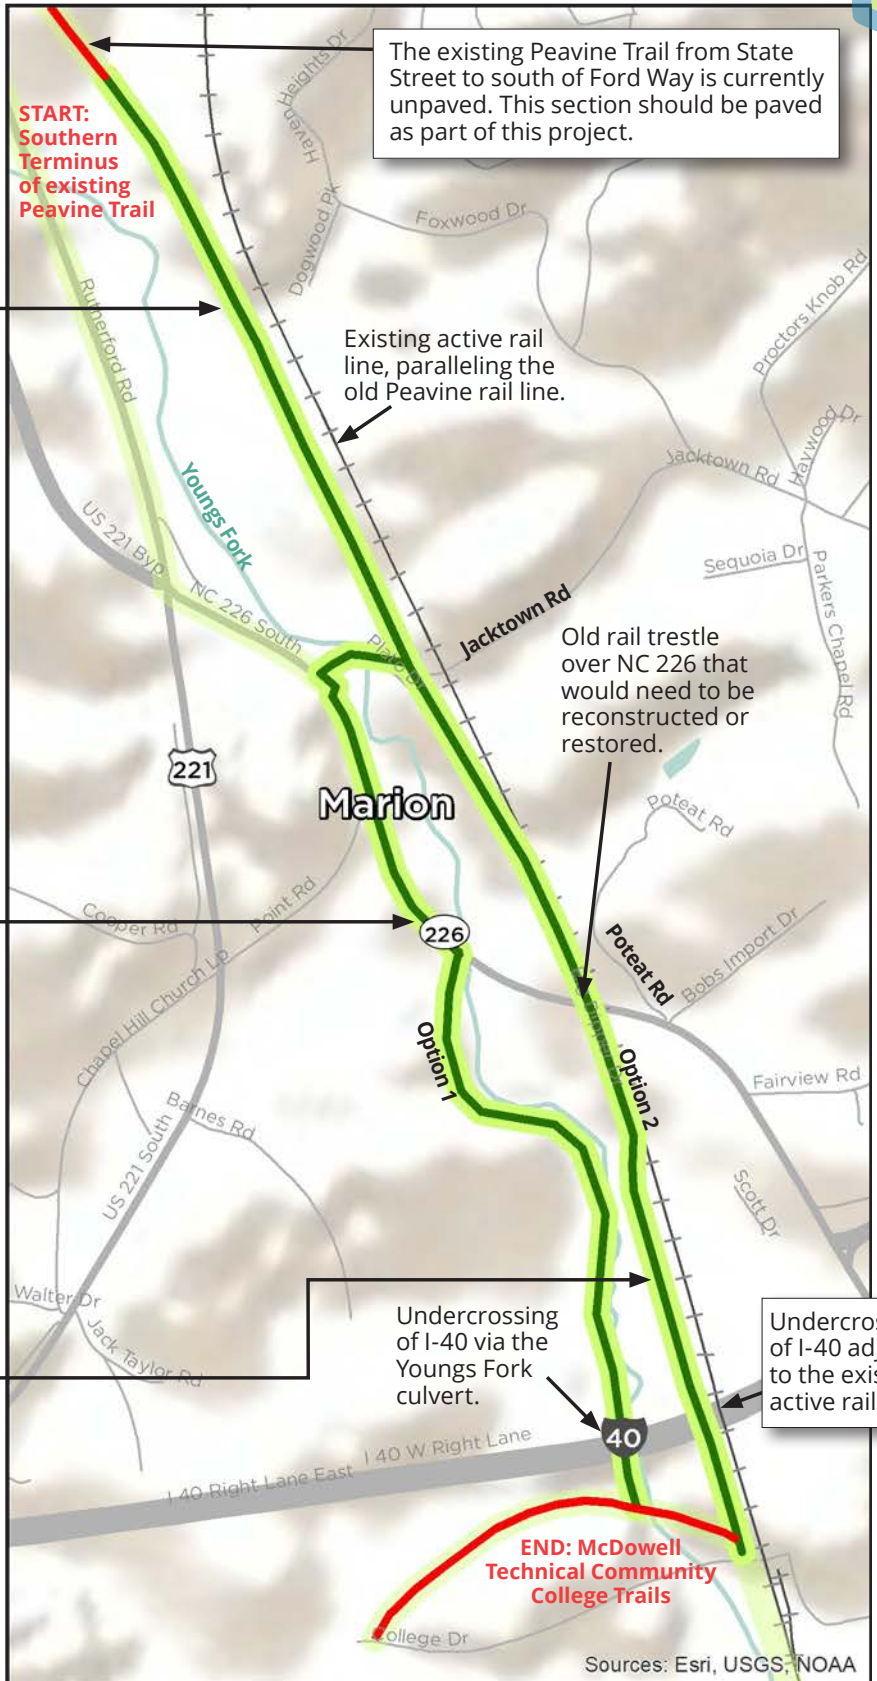 The existing Peavine Trail from State
Street to south of Ford Way is currently
unpaved. This section should be paved
as part of this project.
START:
Southern
Terminus
of existing
Peavine Trail
Haven Heights Dr
Dogwood Pk
Foxwood Dr
Proctors Knob Rd
Rutherford Rd
Existing active rail
line, paralleling the
old Peavine rail line.
Haywood Dr
Jacktown Rd
Youngs Fork
US 221 Byp
Sequoia Dr
Parkers Chapel Rd
NC 226 South
Plato Dr
Jacktown Rd
Old rail trestle
over NC 226 that
would need to be
reconstructed or
restored.
221
Marion
Poteat Rd
Cooper Rd
Point Rd
226
Poteat Rd
Bobs Import Dr
Chapel Hill Church Lp
Option 1
Option 2
Fairview Rd
Barnes Rd
US 221 South
Scott Dr
Walter Dr
Jack Taylor Rd
Undercrossing
of I-40 via the
Youngs Fork
culvert.
Undercros
of I-40 ad
to the exis
active rail
40
I 40 W Right Lane
I 40 Right Lane East
END: McDowell
Technical Community
College Trails
College Dr
Sources: Esri, USGS, NOAA